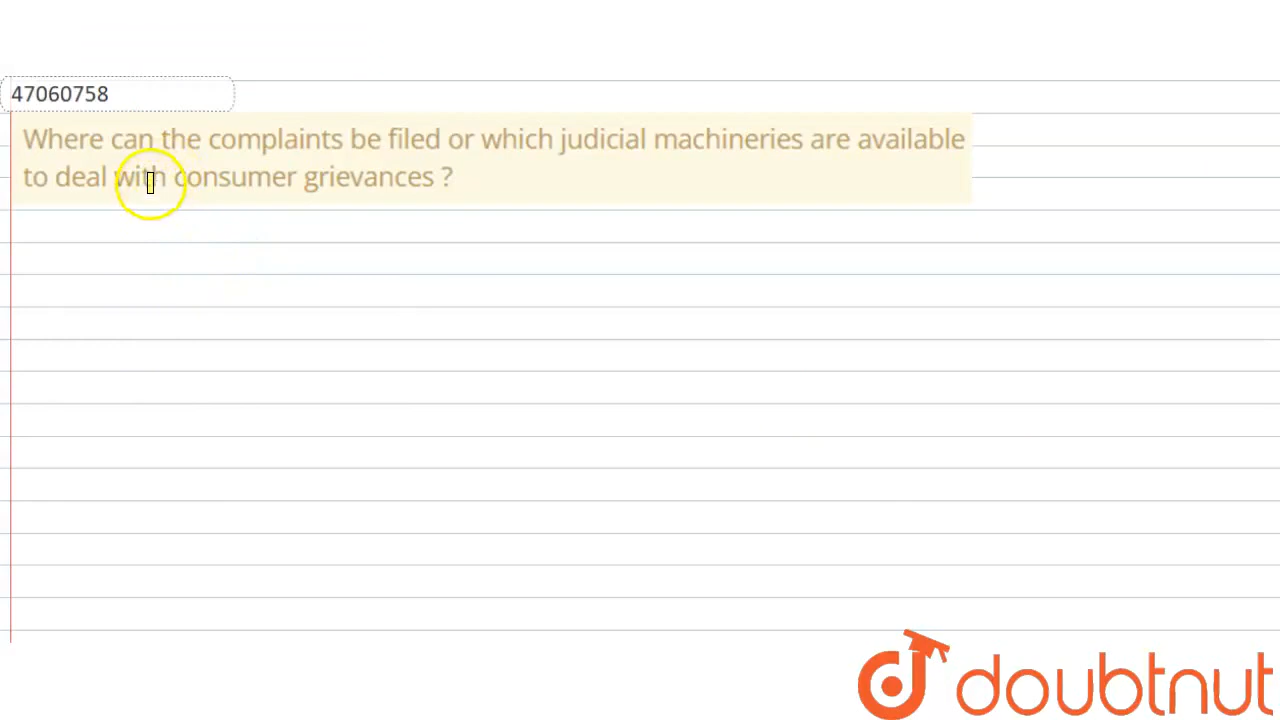 47060758
Where can the complaints be filed or which judicial machineries are available
to deal with consumer grievances ?
doubtnut